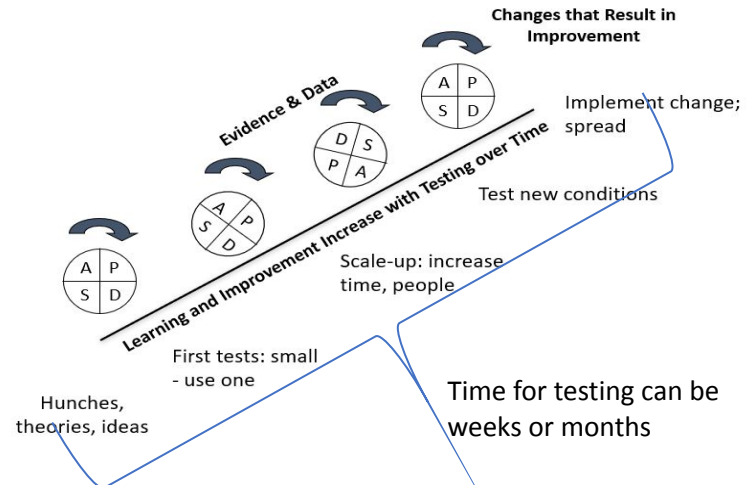 Changes that Result in
Improvement
Evidence & Data
A P
S D
D S
P A
A P
S D
A P
S D
Implement change;
spread
Learning and Improvement Increase with Testing over Time
Test new conditions
Scale-up: increase
time, people
First tests: small
- use one
Hunches,
theories, ideas
Time for testing can be
weeks or months